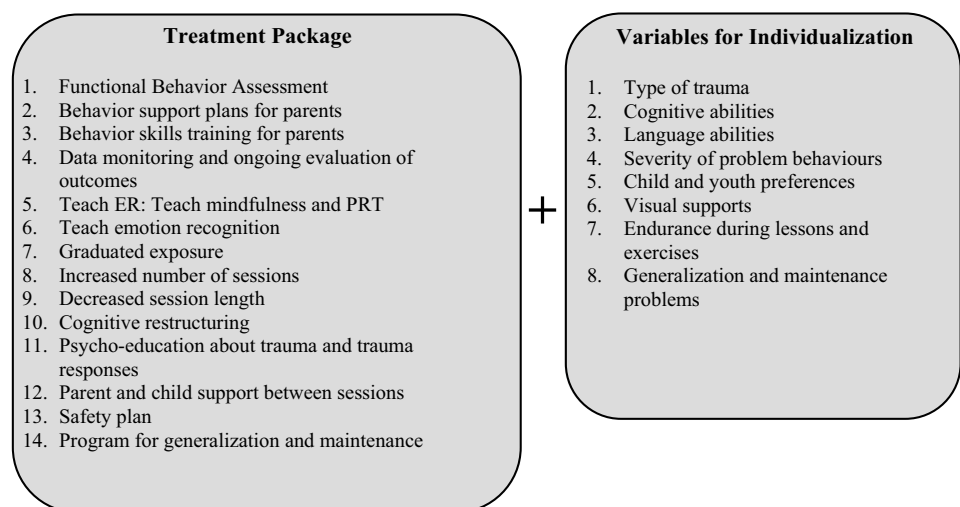 Treatment Package
1. Functional Behavior Assessment
2. Behavior support plans for parents
3. Behavior skills training for parents
4. Data monitoring and ongoing evaluation of
outcomes
5. Teach ER: Teach mindfulness and PRT
6. Teach emotion recognition
7. Graduated exposure
8. Increased number of sessions
9. Decreased session length
10. Cognitive restructuring
11. Psycho-education about trauma and trauma
responses
12. Parent and child support between sessions
13. Safety plan
14. Program for generalization and maintenance
+
Variables for Individualization
1. Type of trauma
2. Cognitive abilities
3. Language abilities
4. Severity of problem behaviours
5. Child and youth preferences
6. Visual supports
7. Endurance during lessons and
exercises
8. Generalization and maintenance
problems